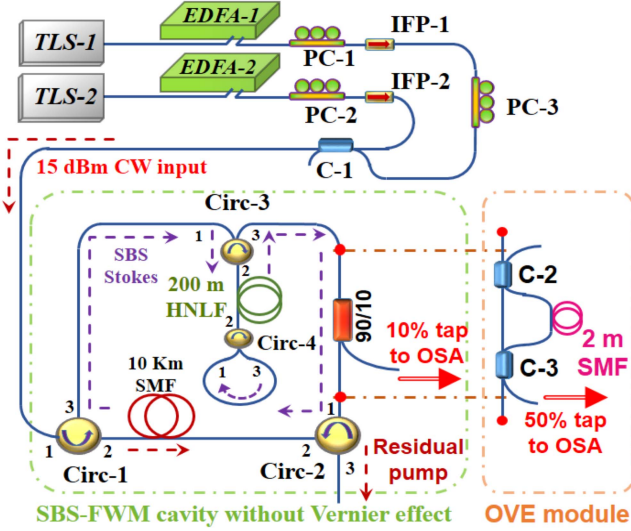 TLS-1
EDFA-1
PC-1
IFP-1
TLS-2
EDFA-2
PC-2
IFP-2
PC-3
15 dBm CW input
C-1
Circ-3
1
3
2
SBS
Stokes
200 m
HNLF
2
Circ-4
1
3
90/10
10% tap
to OSA
10 Km
SMF
3
1
2
Circ-1
1
2
3
Circ-2
Residual
pump
SBS-FWM cavity without Vernier effect
C-2
2 m
SMF
C-3
50% tap
to OSA
OVE module